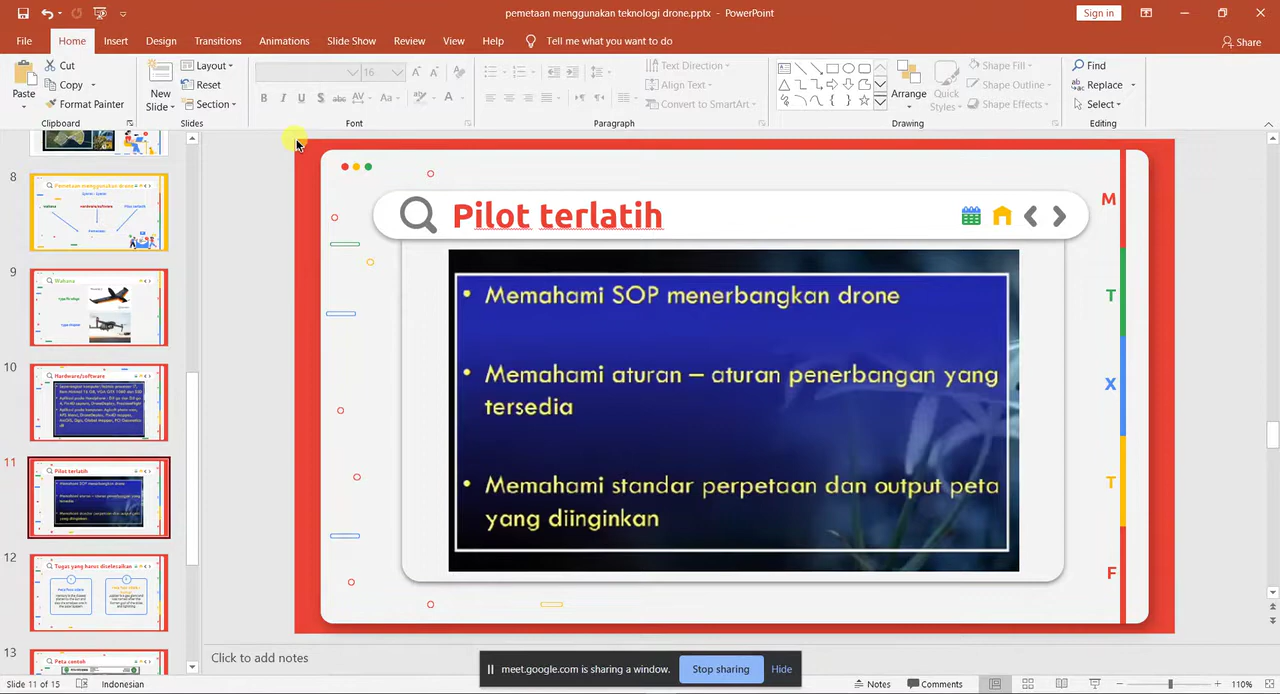 pemetaan menggunakan teknologi drone.pptx - PowerPoint
Sign in
File Home Insert Design Transitions Animations Slide Show Review View Help Tell me what you want to do
Share
Paste
Cut
Copy
Format Painter
Clipboard
New
Slide
Layout
Reset
Section
Slides
16
Font
Text Direction
Align Text
Convert to SmartArt
Paragraph
Arrange
Quick
Styles
Shape Fill
Shape Outline
Shape Effects
Drawing
Find
Replace
Select
Editing
8
Pemetaan menggunakan drone
9
Wahana
10
Hardware/software
11
Pilot terlatih
Memahami SOP menerbangkan drone
12
Tugas yang harus diselesaikan
13
Peta contoh
Pilot terlatih
• Memahami SOP menerbangkan drone
• Memahami aturan – aturan penerbangan yang
tersedia
• Memahami standar perpetaan dan output peta
yang diinginkan
M
T
X
T
F
Click to add notes
meet.google.com is sharing a window.
Stop sharing
Hide
Slide 11 of 15
Indonesian
Notes
Comments
110%